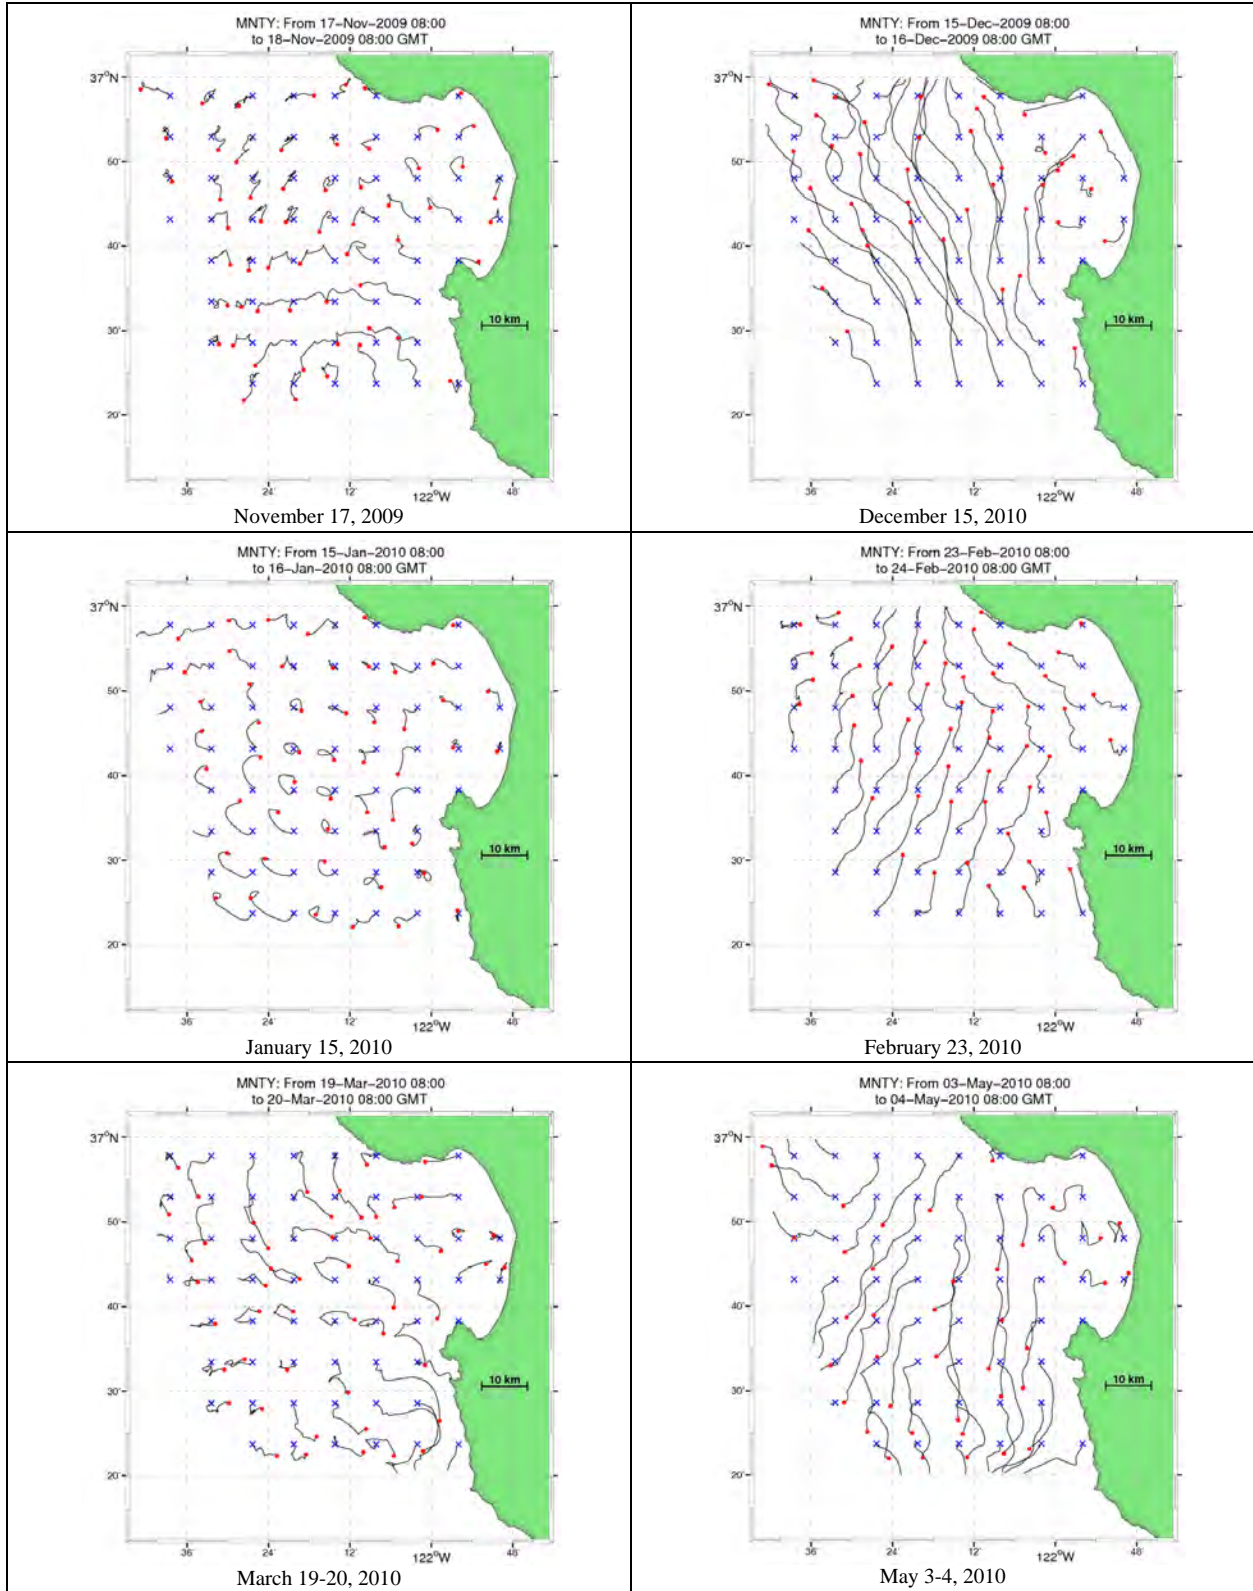 MNTY: From 17-Nov-2009 08:00
to 18-Nov-2009 08:00 GMT
37°N
50'
40'
30'
20'
10 km
36'
24'
12'
122°W
48'
November 17, 2009
MNTY: From 15-Dec-2009 08:00
to 16-Dec-2009 08:00 GMT
37°N
50'
40'
30'
20'
10 km
36'
24'
12'
122°W
48'
December 15, 2010
MNTY: From 15-Jan-2010 08:00
to 16-Jan-2010 08:00 GMT
37°N
50'
40'
30'
20'
10 km
36'
24'
12'
122°W
48'
January 15, 2010
MNTY: From 23-Feb-2010 08:00
to 24-Feb-2010 08:00 GMT
37°N
50'
40'
30'
20'
10 km
36'
24'
12'
122°W
48'
February 23, 2010
MNTY: From 19-Mar-2010 08:00
to 20-Mar-2010 08:00 GMT
37°N
50'
40'
30'
20'
10 km
36'
24'
12'
122°W
48'
March 19-20, 2010
MNTY: From 03-May-2010 08:00
to 04-May-2010 08:00 GMT
37°N
50'
40'
30'
20'
10 km
36'
24'
12'
122°W
48'
May 3-4, 2010